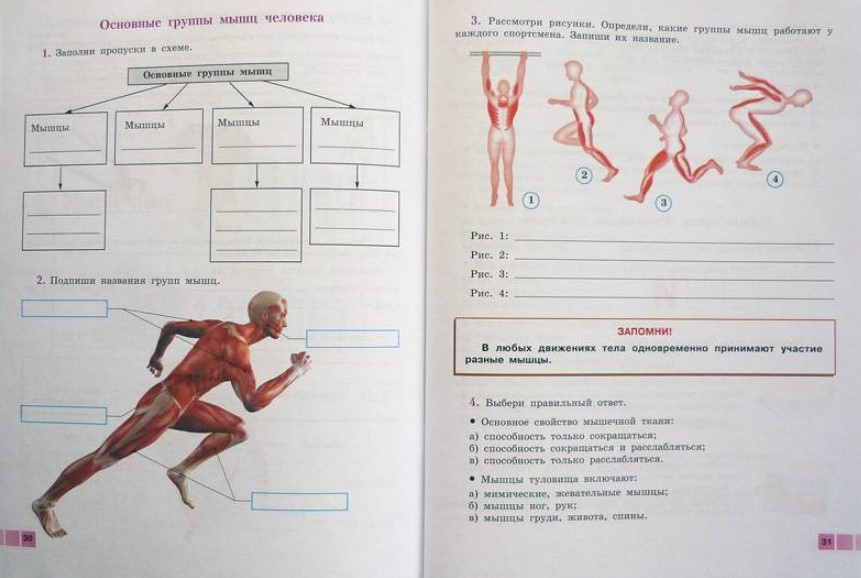 Основные группы мышц человека
1. Заполни пропуски в схеме.
Основные группы мышц
Мышцы
Мышцы
Мышцы
Мышцы
2. Подпиши названия групп мышц.
30
3. Рассмотри рисунки. Определи, какие группы мышц работают у
каждого спортсмена. Запиши их название.
1
2
3
4
Рис. 1:
Рис. 2:
Рис. 3:
Рис. 4:
ЗАПОМНИ!
В любых движениях тела одновременно принимают участие
разные мышцы.
4. Выбери правильный ответ.
• Основное свойство мышечной ткани:
а) способность только сокращаться;
б) способность сокращаться и расслабляться;
в) способность только расслабляться.
• Мышцы туловища включают:
а) мимические, жевательные мышцы;
б) мышцы ног, рук;
в) мышцы груди, живота, спины.
31